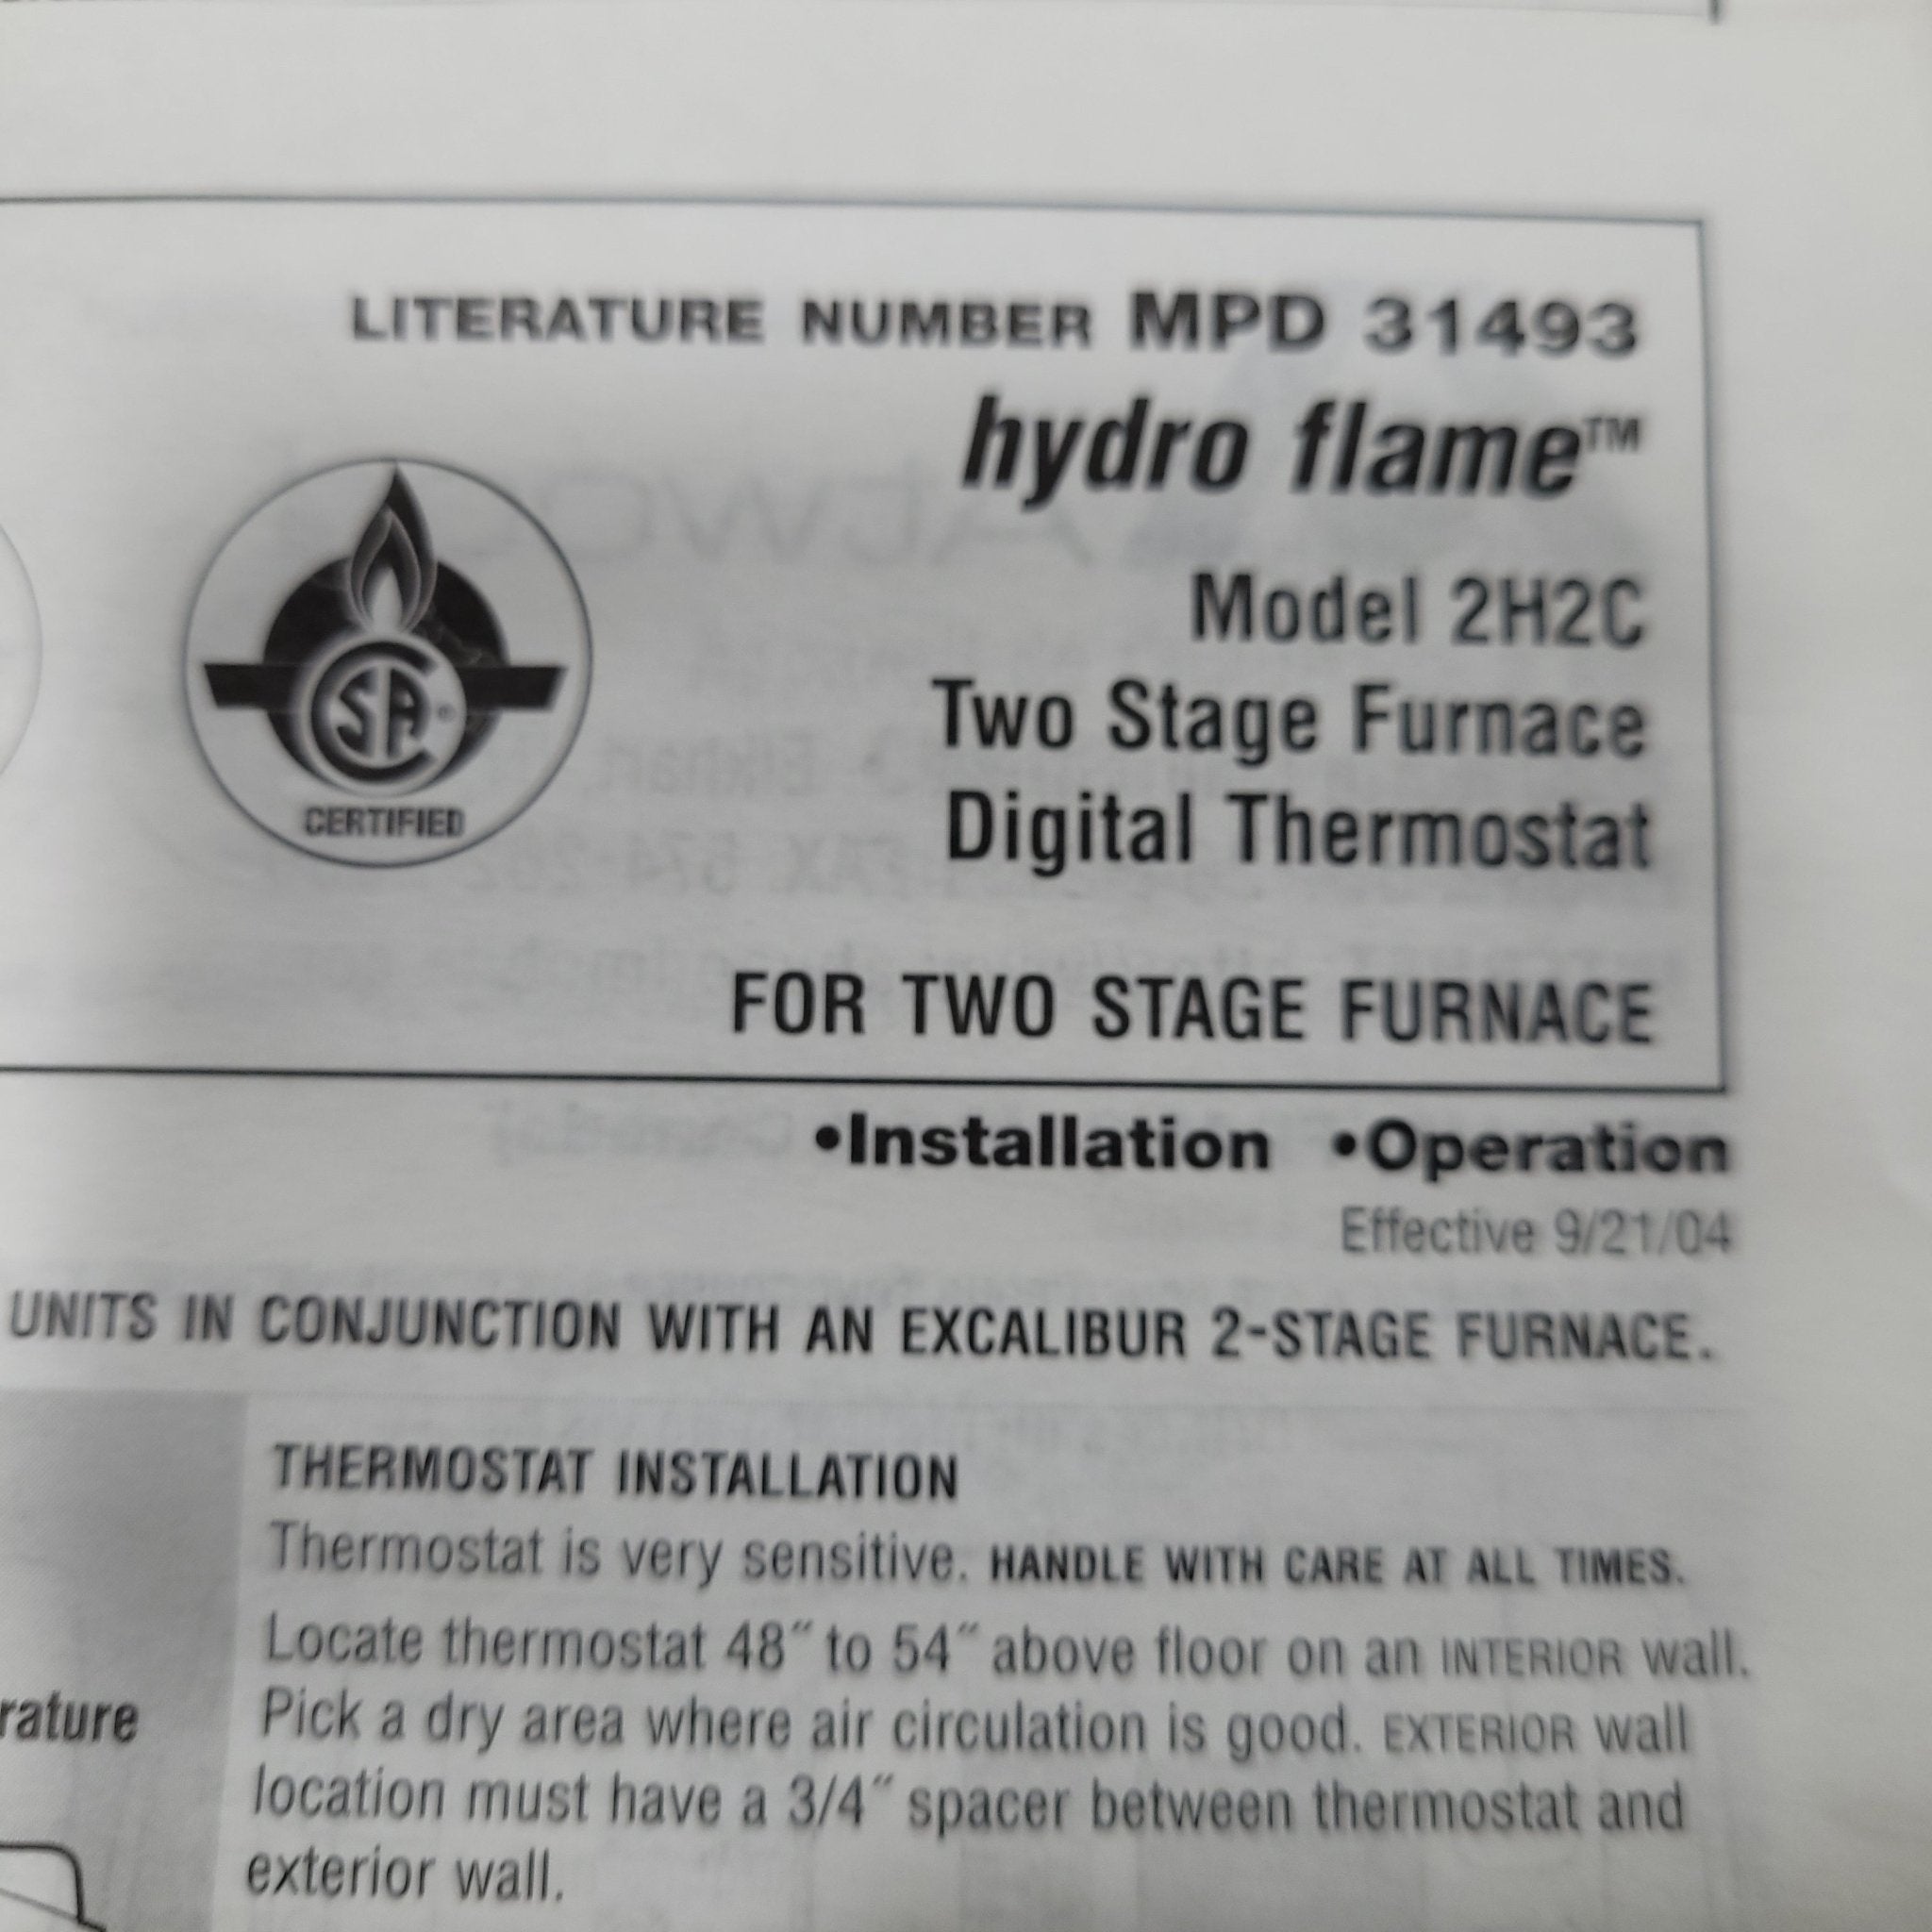 LITERATURE NUMBER MPD 31493
hydro flame™
Model 2H2C
Two Stage Furnace
Digital Thermostat
CSA®
CERTIFIED
FOR TWO STAGE FURNACE
•Installation •Operation
Effective 9/21/04
UNITS IN CONJUNCTION WITH AN EXCALIBUR 2-STAGE FURNACE.
THERMOSTAT INSTALLATION
Thermostat is very sensitive. HANDLE WITH CARE AT ALL TIMES.
Locate thermostat 48″ to 54″ above floor on an INTERIOR wall.
rature
Pick a dry area where air circulation is good. EXTERIOR wall
location must have a 3/4″ spacer between thermostat and
exterior wall.